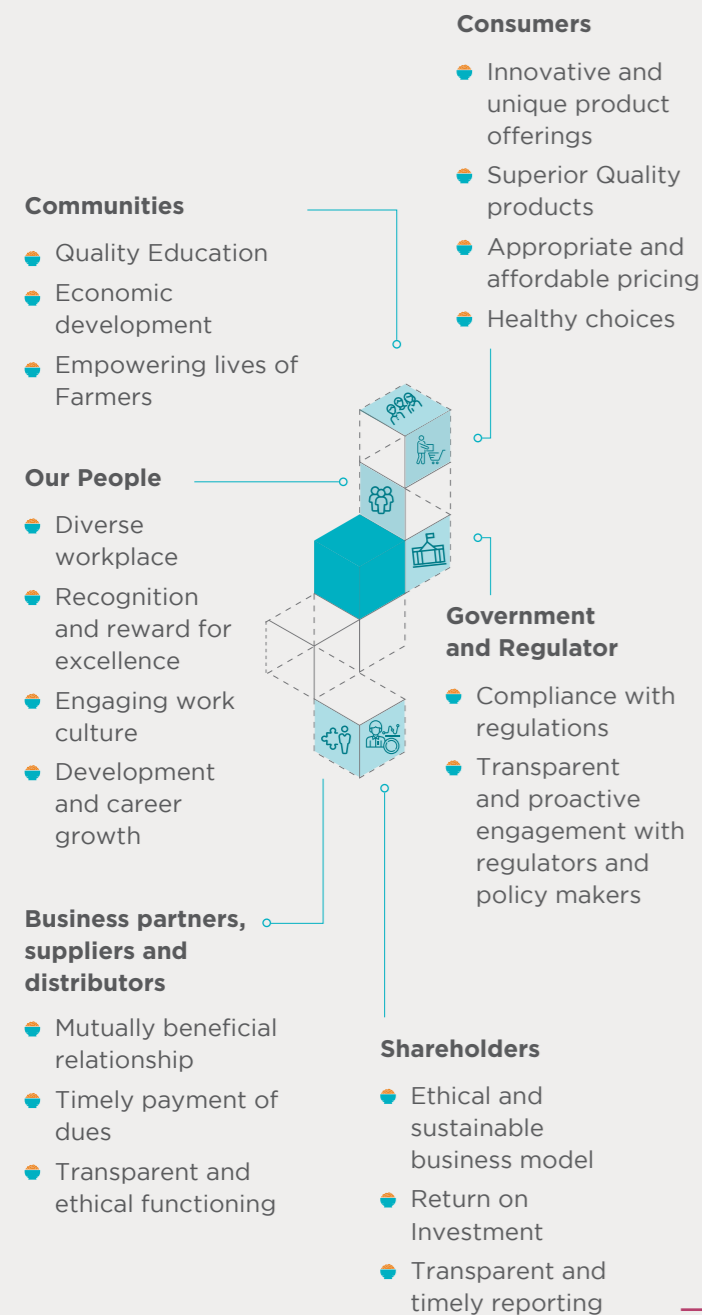 Consumers
Innovative and
unique product
offerings
Superior Quality
products
Appropriate and
affordable pricing
Healthy choices
Communities
Quality Education
Economic
development
Empowering lives of
Farmers
Our People
Diverse
workplace
Recognition
and reward for
excellence
Engaging work
culture
Development
and career
growth
Government
and Regulator
Compliance with
regulations
Transparent
and proactive
engagement with
regulators and
policy makers
Business partners,
suppliers and
distributors
Mutually beneficial
relationship
Timely payment of
dues
Transparent and
ethical functioning
Shareholders
Ethical and
sustainable
business model
Return on
Investment
Transparent and
timely reporting